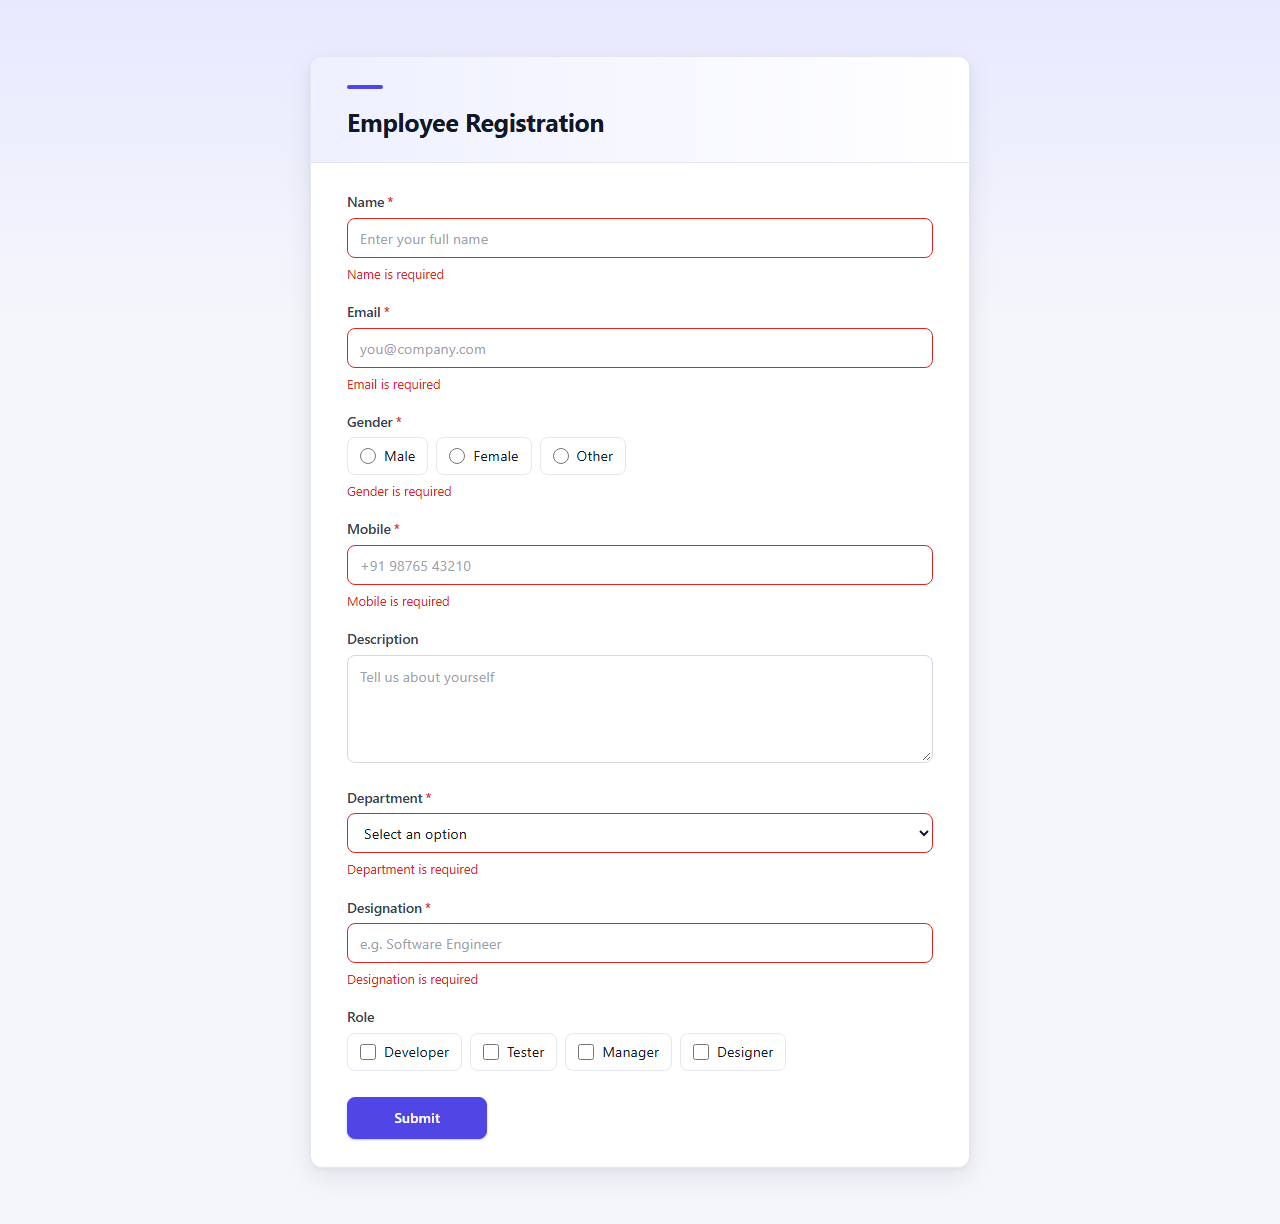 Employee Registration
Name *
Enter your full name
Name is required
Email *
you@company.com
Email is required
Gender *
Male Female Other
Gender is required
Mobile *
+91 98765 43210
Mobile is required
Description
Tell us about yourself
Department *
Select an option
Department is required
Designation *
e.g. Software Engineer
Designation is required
Role
Developer Tester Manager Designer
Submit